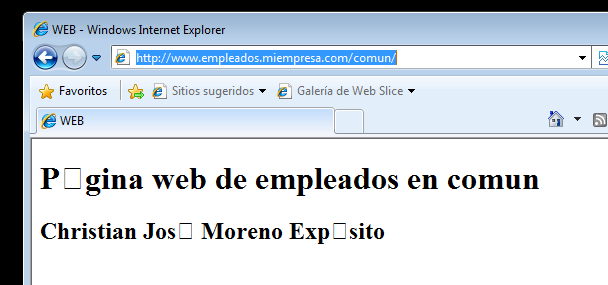 WEB - Windows Internet Explorer
http://www.empleados.miempresa.com/comun/
Favoritos Sitios sugeridos Galería de Web Slice
WEB
P□gina web de empleados en comun
Christian Jos□ Moreno Exp□sito